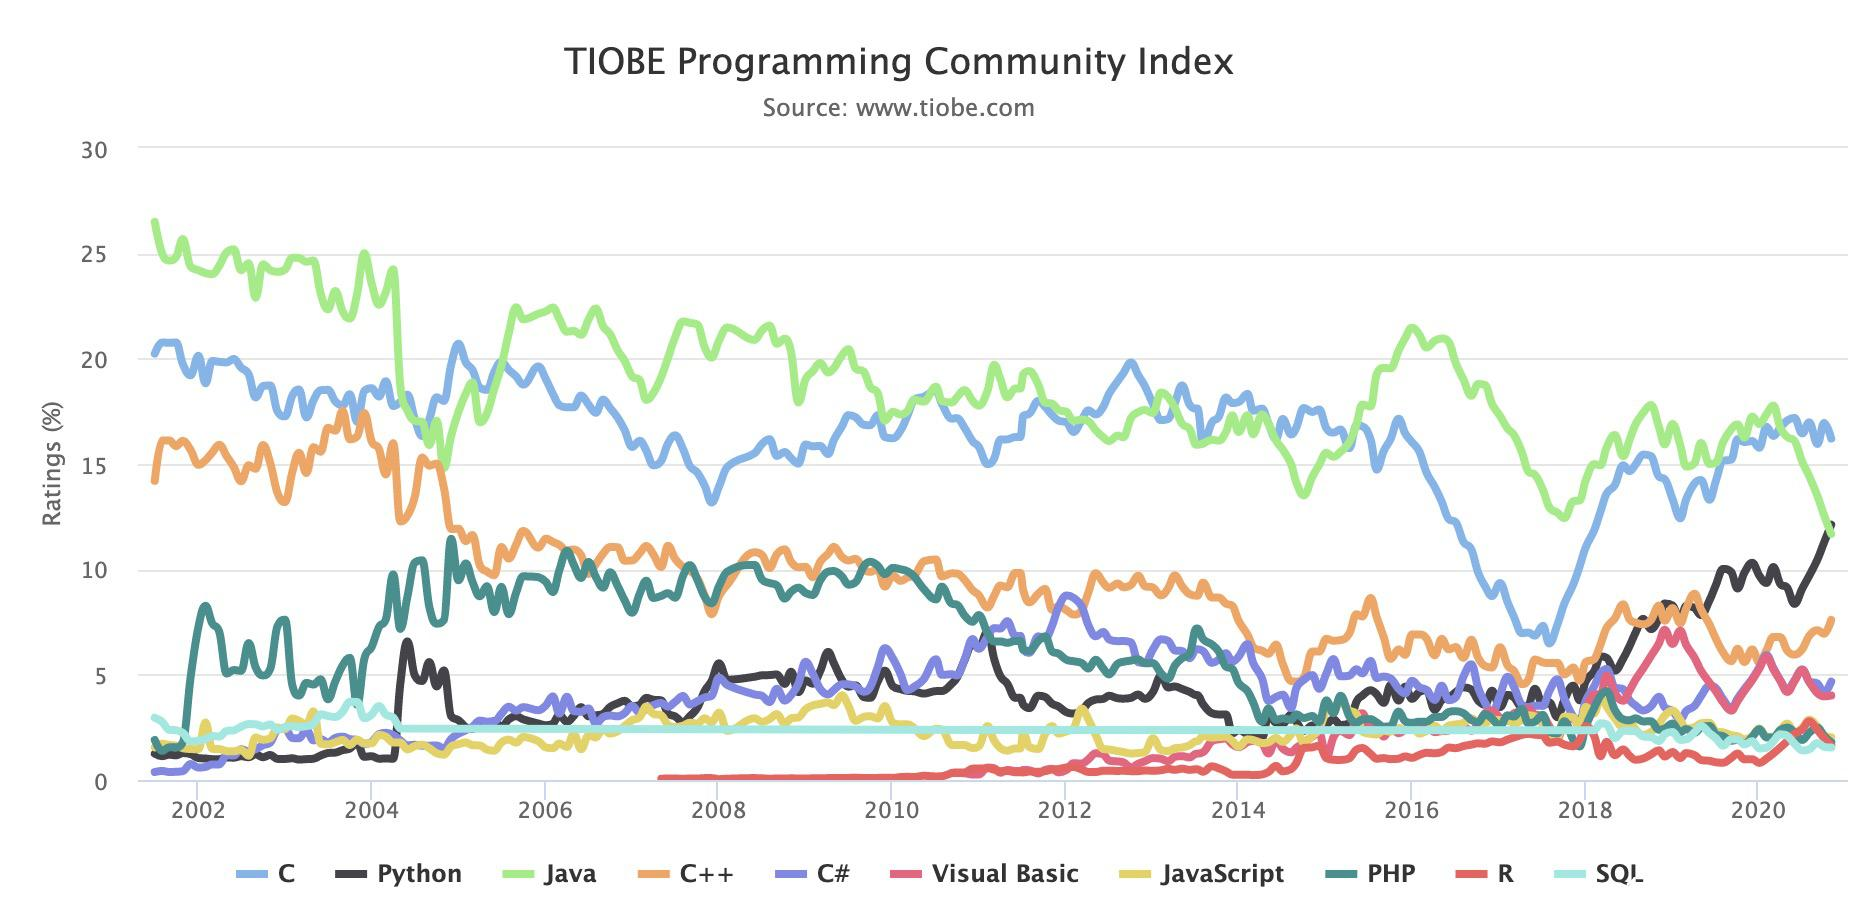 TIOBE Programming Community Index
Source: www.tiobe.com
Ratings (%)
30
25
20
15
10
5
0
2002 2004 2006 2008 2010 2012 2014 2016 2018 2020
C Python Java C++ C# Visual Basic JavaScript PHP R SQL